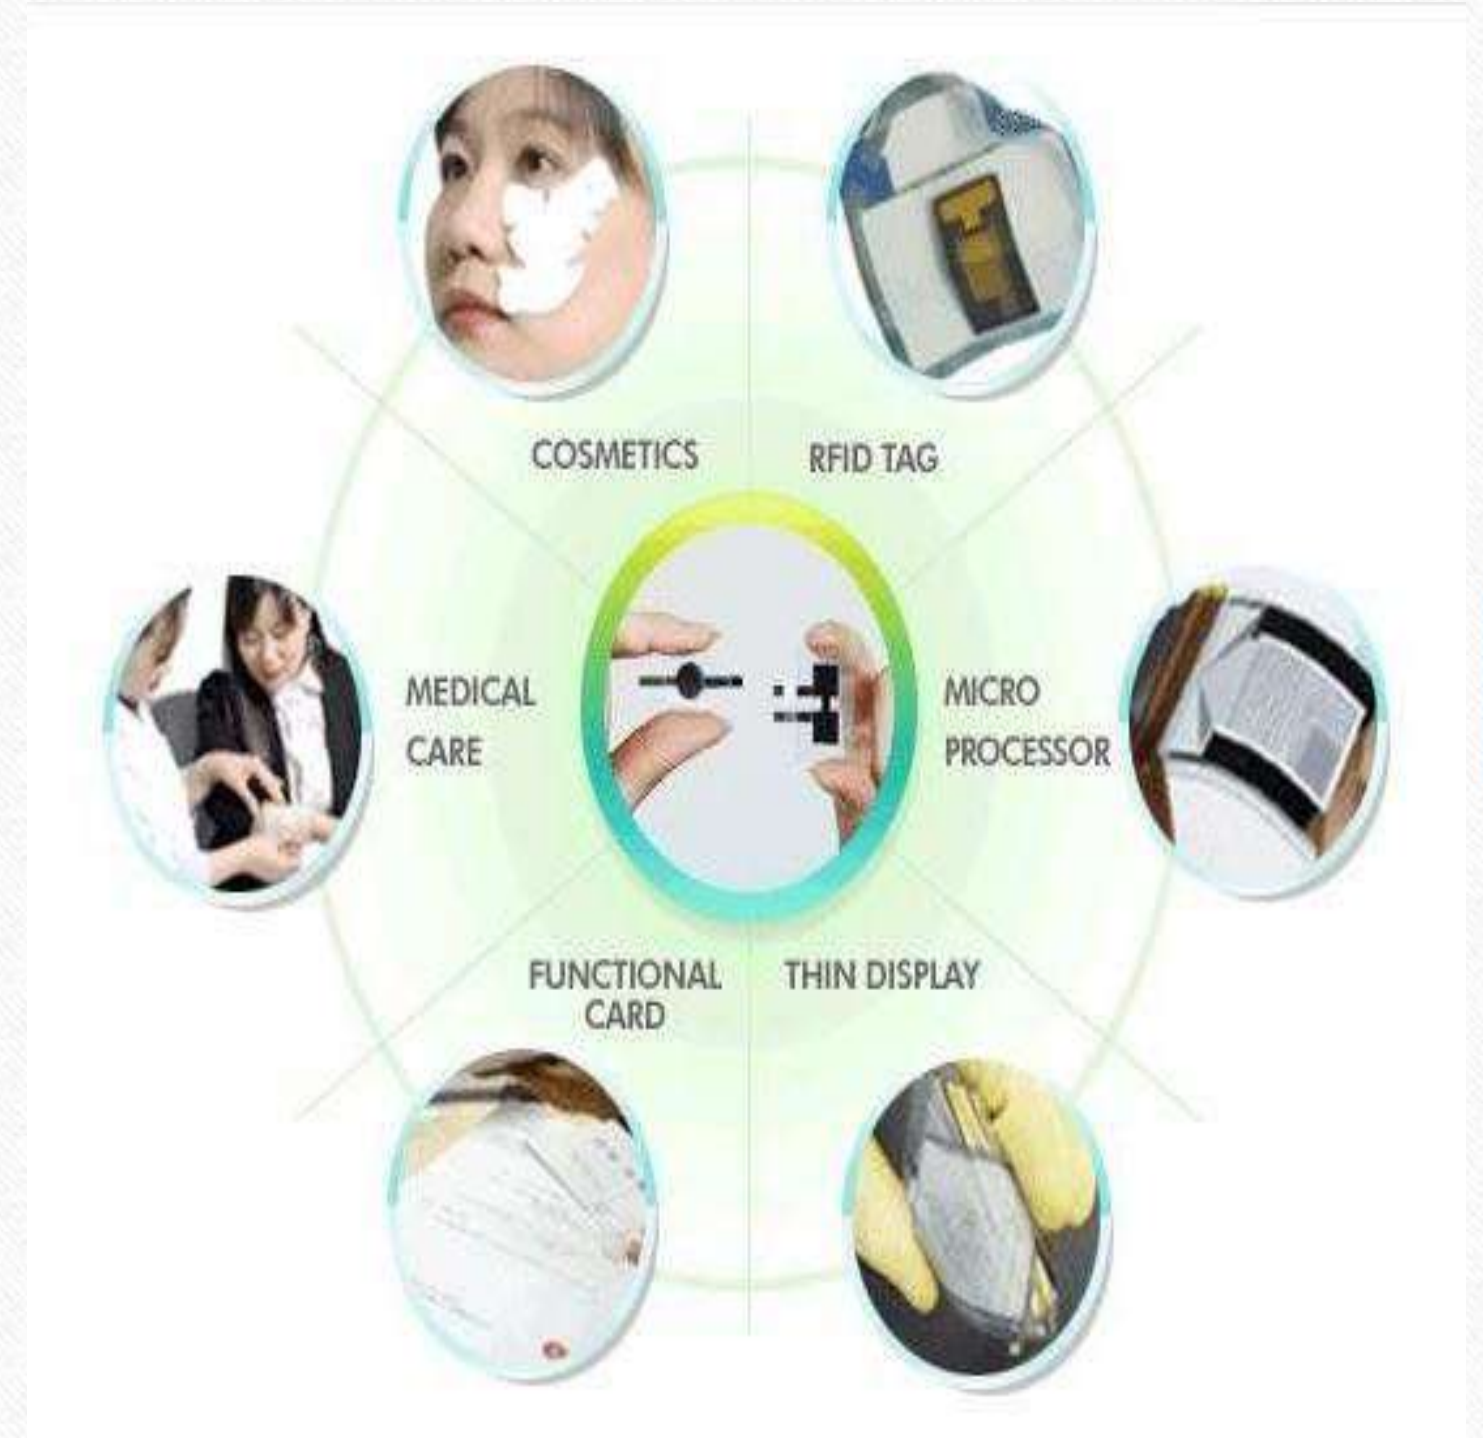 COSMETICS
RFID TAG
MEDICAL
CARE
MICRO
PROCESSOR
FUNCTIONAL
CARD
THIN DISPLAY